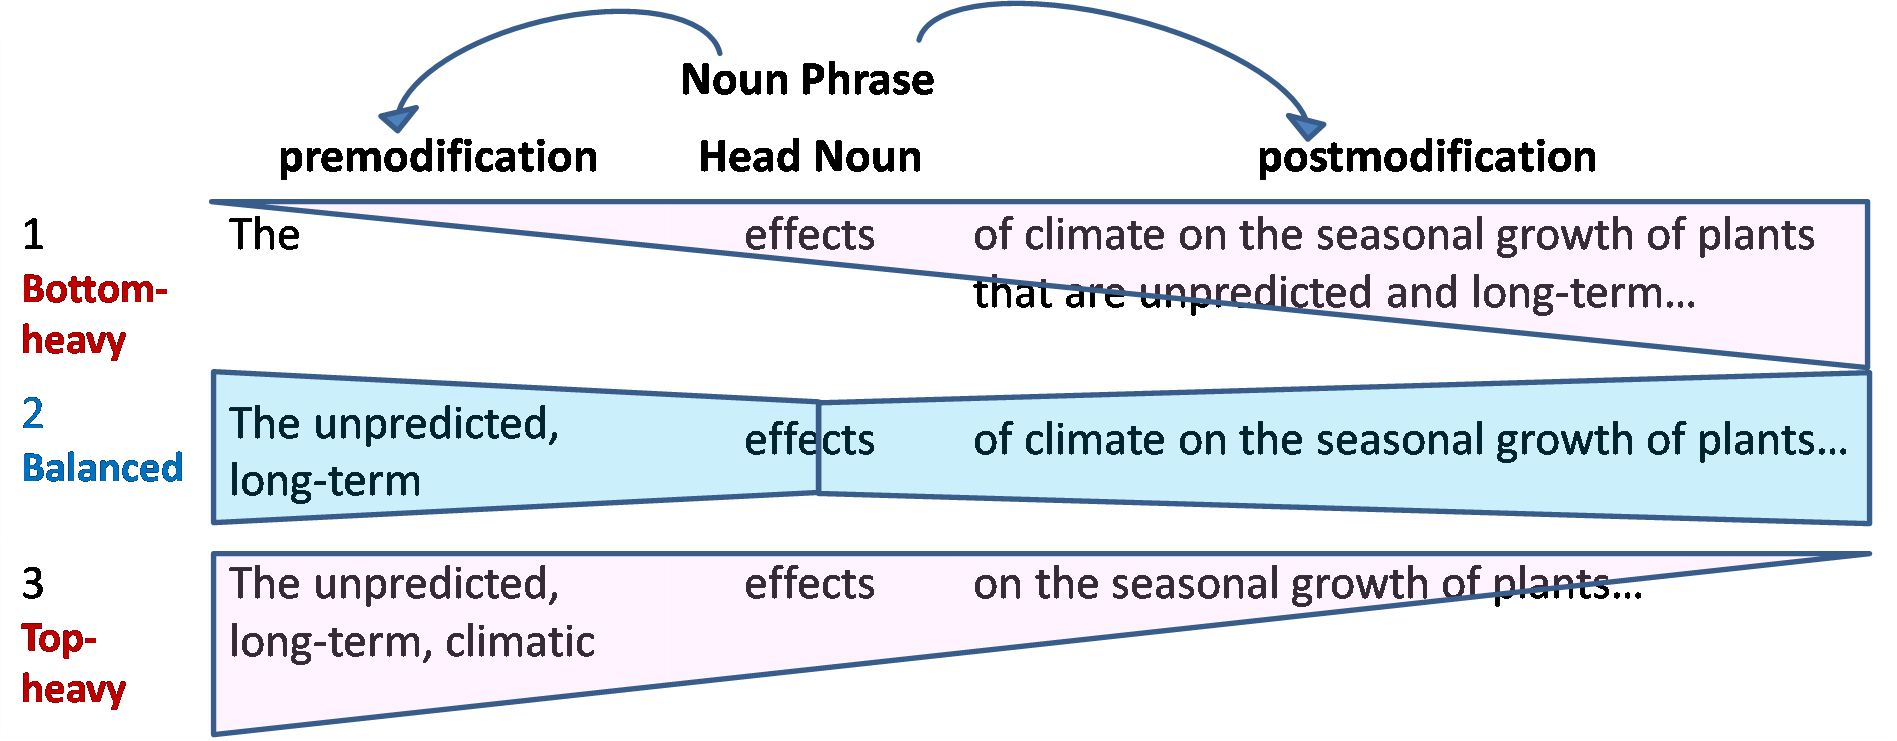 Noun Phrase
premodification Head Noun postmodification
1 The effects of climate on the seasonal growth of plants
Bottom- that are unpredicted and long-term…
heavy
2 The unpredicted, effects of climate on the seasonal growth of plants…
Balanced long-term
3 The unpredicted, effects on the seasonal growth of plants…
Top- long-term, climatic
heavy